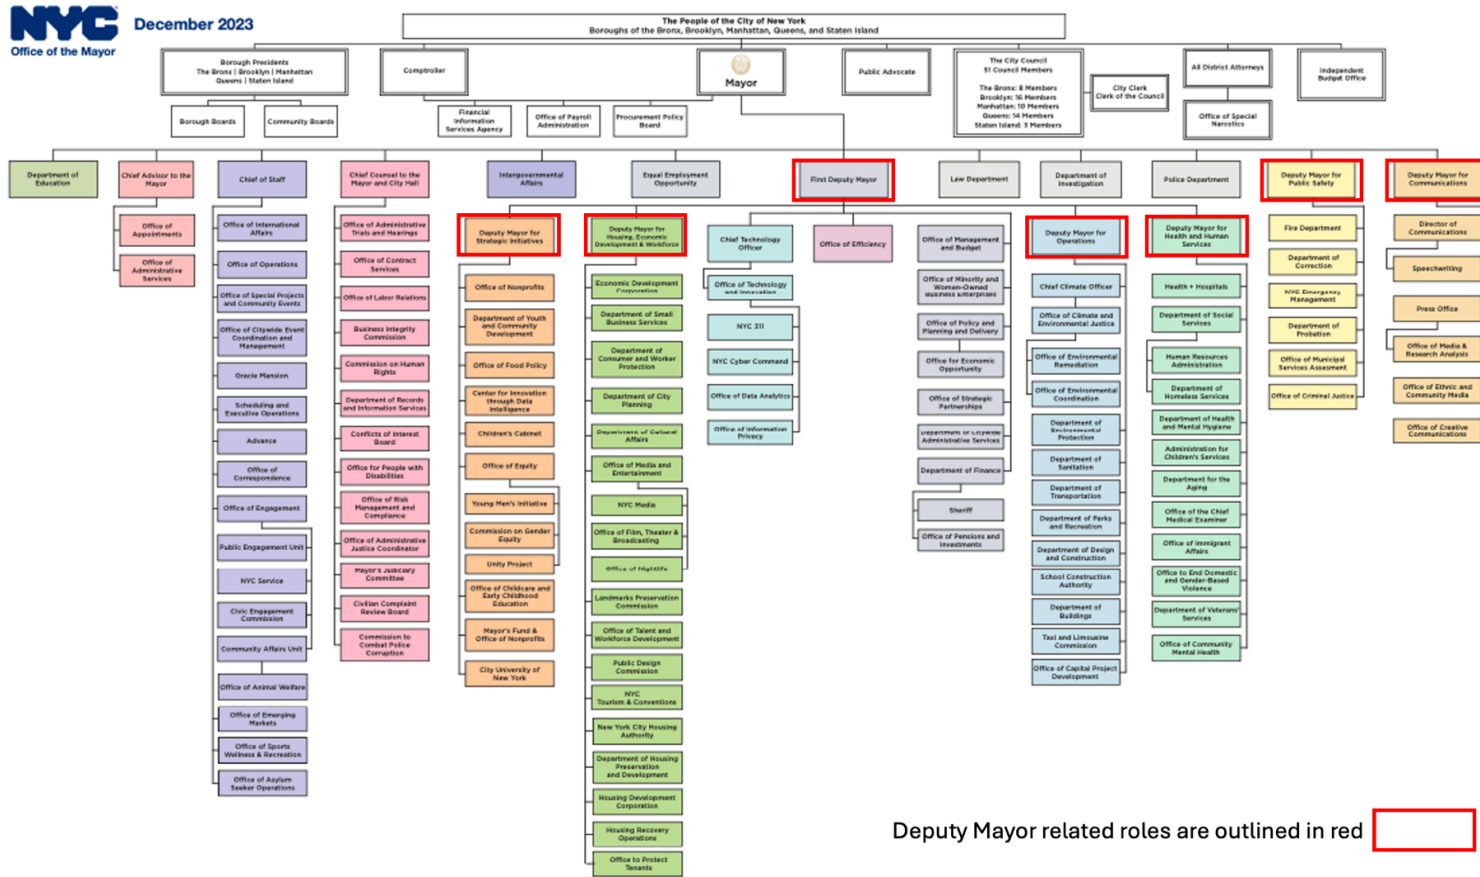 NYC
Office of the Mayor
December 2023
The People of the City of New York
Boroughs of the Bronx, Brooklyn, Manhattan, Queens, and Staten Island
Borough Presidents
The Bronx | Brooklyn | Manhattan
Queens | Staten Island
Comptroller
Mayor
Public Advocate
The City Council
51 Council Members
The Bronx: 8 Members
Brooklyn: 16 Members
Manhattan: 10 Members
Queens: 14 Members
Staten Island: 3 Members
City Clerk
Clerk of the Council
All District Attorneys
Office of Special
Narcotics
Independent
Budget Office
Borough Boards
Community Boards
Financial
Information
Services Agency
Office of Payroll
Administration
Procurement Policy
Board
Department of
Education
Chief Advisor to the
Mayor
Chief of Staff
Chief Counsel to the
Mayor and City Hall
Intergovernmental
Affairs
Equal Employment
Opportunity
First Deputy Mayor
Law Department
Department of
Investigation
Police Department
Deputy Mayor for
Public Safety
Deputy Mayor for
Communications
Office of
Appointments
Office of
Administrative
Services
Office of International
Affairs
Office of Operations
Office of Special Projects
and Community Events
Office of Citywide Event
Coordination and
Management
Gracie Mansion
Scheduling and
Executive Operations
Advance
Office of
Correspondence
Office of Engagement
Public Engagement Unit
NYC Service
Civic Engagement
Commission
Community Affairs Unit
Office of Animal Welfare
Office of Emerging
Markets
Office of Sports
Wellness & Recreation
Office of Asylum
Seeker Operations
Office of Administrative
Trials and Hearings
Office of Contract
Services
Office of Labor Relations
Business Integrity
Commission
Commission on Human
Rights
Department of Records
and Information Services
Conflicts of Interest
Board
Office for People with
Disabilities
Office of Risk
Management and
Compliance
Office of Administrative
Justice Coordinator
Mayor's Judiciary
Committee
Civilian Complaint
Review Board
Commission to
Combat Police
Corruption
Deputy Mayor for
Strategic Initiatives
Office of Nonprofits
Department of Youth
and Community
Development
Office of Food Policy
Center for Innovation
through Data
Intelligence
Children's Cabinet
Office of Equity
Young Men's Initiative
Commission on Gender
Equity
Unity Project
Office of Childcare and
Early Childhood
Education
Mayor's Fund &
Office of Nonprofits
City University of
New York
Deputy Mayor for
Housing, Economic
Development & Workforce
Economic Development
Corporation
Department of Small
Business Services
Department of
Consumer and Worker
Protection
Department of City
Planning
Department of Cultural
Affairs
Office of Media and
Entertainment
NYC Media
Office of Film, Theater &
Broadcasting
Office of Nightlife
Landmarks Preservation
Commission
Office of Talent and
Workforce Development
Public Design
Commission
NYC
Tourism & Conventions
New York City Housing
Authority
Department of Housing
Preservation
and Development
Housing Development
Corporation
Housing Recovery
Operations
Office to Protect
Tenants
Chief Technology
Officer
Office of Technology
and Innovation
NYC 311
NYC Cyber Command
Office of Data Analytics
Office of Information
Privacy
Office of Efficiency
Office of Management
and Budget
Office of Minority and
Women-Owned
Business Enterprises
Office of Policy and
Planning and Delivery
Office for Economic
Opportunity
Office of Strategic
Partnerships
Department of Citywide
Administrative Services
Department of Finance
Sheriff
Office of Pensions and
Investments
Deputy Mayor for
Operations
Chief Climate Officer
Office of Climate and
Environmental Justice
Office of Environmental
Remediation
Office of Environmental
Coordination
Department of
Environmental
Protection
Department of
Sanitation
Department of
Transportation
Department of Parks
and Recreation
Department of Design
and Construction
School Construction
Authority
Department of
Buildings
Taxi and Limousine
Commission
Office of Capital Project
Development
Deputy Mayor for
Health and Human
Services
Health + Hospitals
Department of Social
Services
Human Resources
Administration
Department of
Homeless Services
Department of Health
and Mental Hygiene
Administration for
Children's Services
Department for the
Aging
Office of the Chief
Medical Examiner
Office of Immigrant
Affairs
Office to End Domestic
and Gender-Based
Violence
Department of Veterans'
Services
Office of Community
Mental Health
Fire Department
Department of
Correction
NYC Emergency
Management
Department of
Probation
Office of Municipal
Services Assesment
Office of Criminal Justice
Director of
Communications
Speechwriting
Press Office
Office of Media &
Research Analysis
Office of Ethnic and
Community Media
Office of Creative
Communications
Deputy Mayor related roles are outlined in red